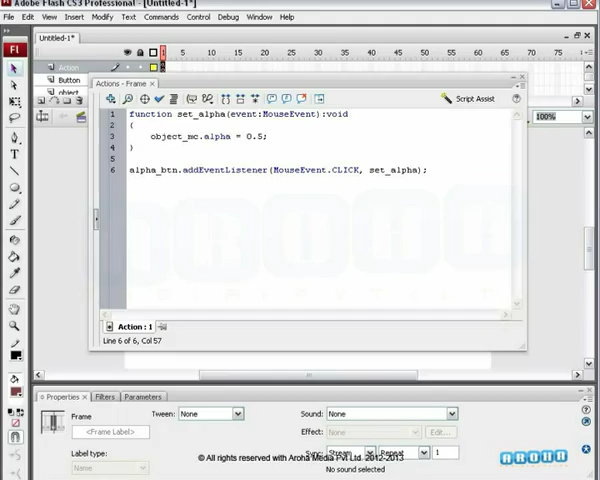 Adobe Flash CS3 Professional - [Untitled-1*]
File Edit View Insert Modify Text Commands Control Debug Window Help
Untitled-1*
1 5 10 15 20 25 30 35 40 45 50 55 60 65 70 75
Action
Button
object
Actions - Frame ×
Script Assist
100%
1 function set_alpha(event:MouseEvent):void
2 {
3 object_mc.alpha = 0.5;
4 }
5
6 alpha_btn.addEventListener(MouseEvent.CLICK, set_alpha);
Action : 1
Line 6 of 6, Col 57
Properties × Filters Parameters
Frame
<Frame Label>
Label type:
Name
Tween: None
Sound: None
Effect: None Edit...
Sync: Stream Repeat 1
No sound selected
© All rights reserved with Aroha Media Pvt Ltd. 2012-2013
AROHA